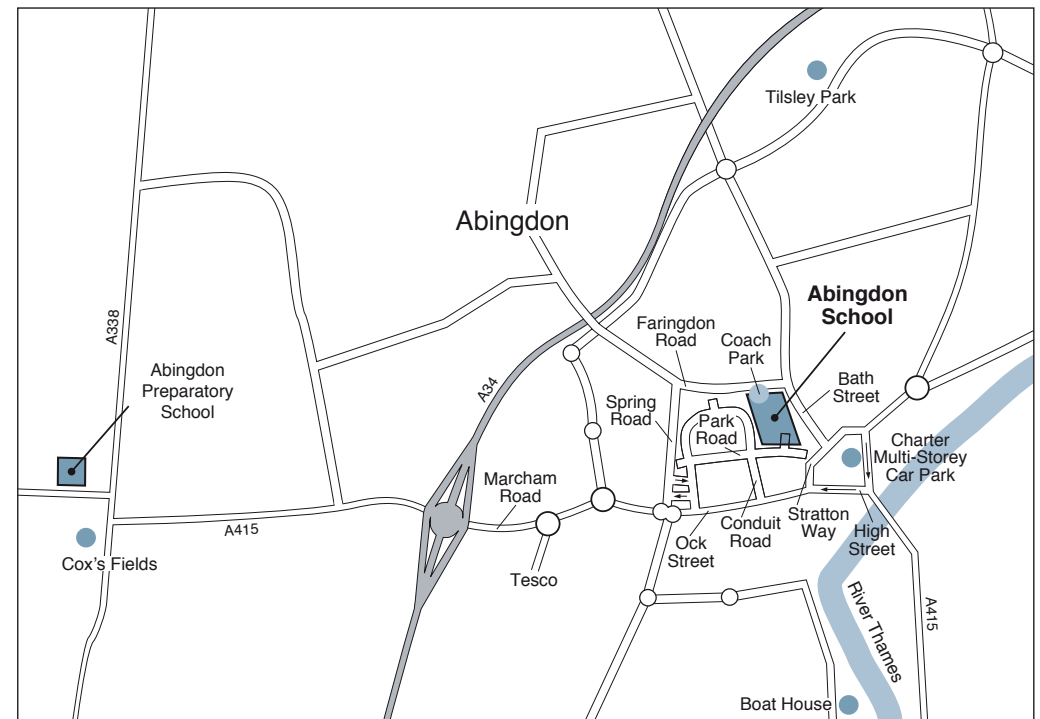 Tilsley Park
Abingdon
Abingdon
School
Faringdon
Road
Coach
Park
A338
Abingdon
Preparatory
School
A34
Bath
Street
Spring
Road
Park
Road
Charter
Multi-Storey
Car Park
Marcham
Road
A415
Cox's Fields
Tesco
Ock
Street
Conduit
Road
Stratton
Way
High
Street
River Thames
A415
Boat House